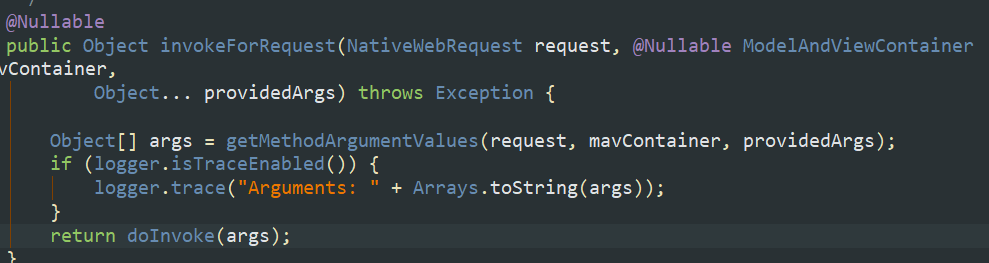 @Nullable
public Object invokeForRequest(NativeWebRequest request, @Nullable ModelAndViewContainer
vContainer,
Object... providedArgs) throws Exception {
Object[] args = getMethodArgumentValues(request, mavContainer, providedArgs);
if (logger.isTraceEnabled()) {
logger.trace("Arguments: " + Arrays.toString(args));
}
return doInvoke(args);
}